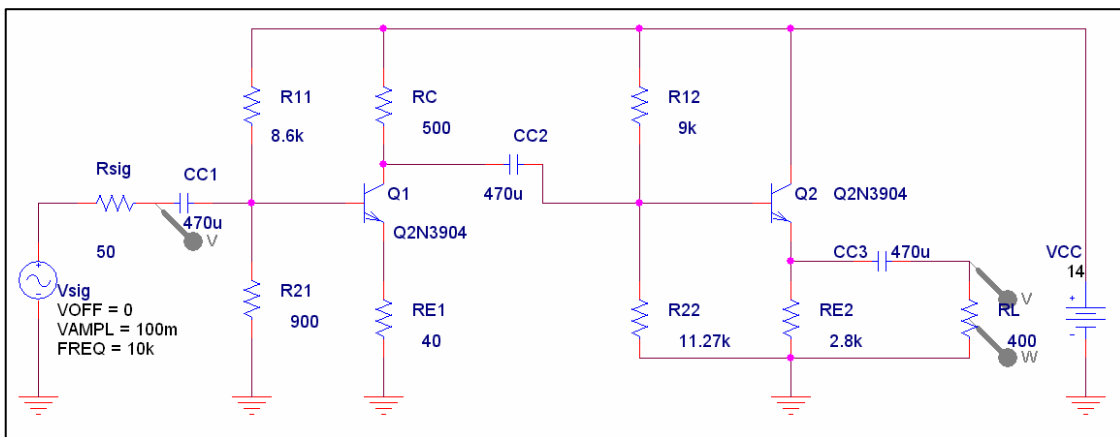 R11
8.6k
RC
500
R12
9k
CC2
470u
Rsig
CC1
470u
50
V
Q1
Q2N3904
Q2
Q2N3904
Vsig
VOFF = 0
VAMPL = 100m
FREQ = 10k
R21
900
RE1
40
R22
11.27k
RE2
2.8k
CC3
470u
V
RL
400
W
VCC
14